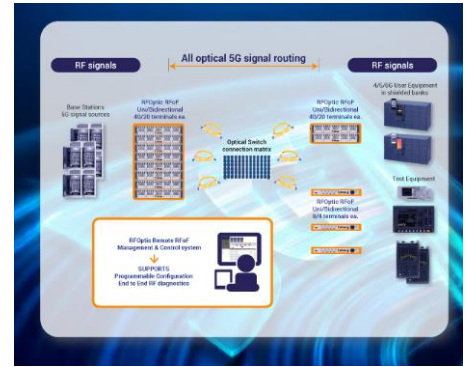 All optical 5G signal routing
RF signals
RF signals
Base Stations
5G signal sources
RFOptic RFoF
Uni/Bidirectional
40/20 terminals ea.
Optical Switch
connection matrix
RFOptic RFoF
Uni/Bidirectional
40/20 terminals ea.
-4/5/6G User Equipment
in shielded banks
RFOptic RFoF
Uni/Bidirectional
8/4 terminals ea.
Test Equipment
RFOptic Remote RFoF
Management & Control system
SUPPORTS
Programmable Configuration
End to End RF diagnostics